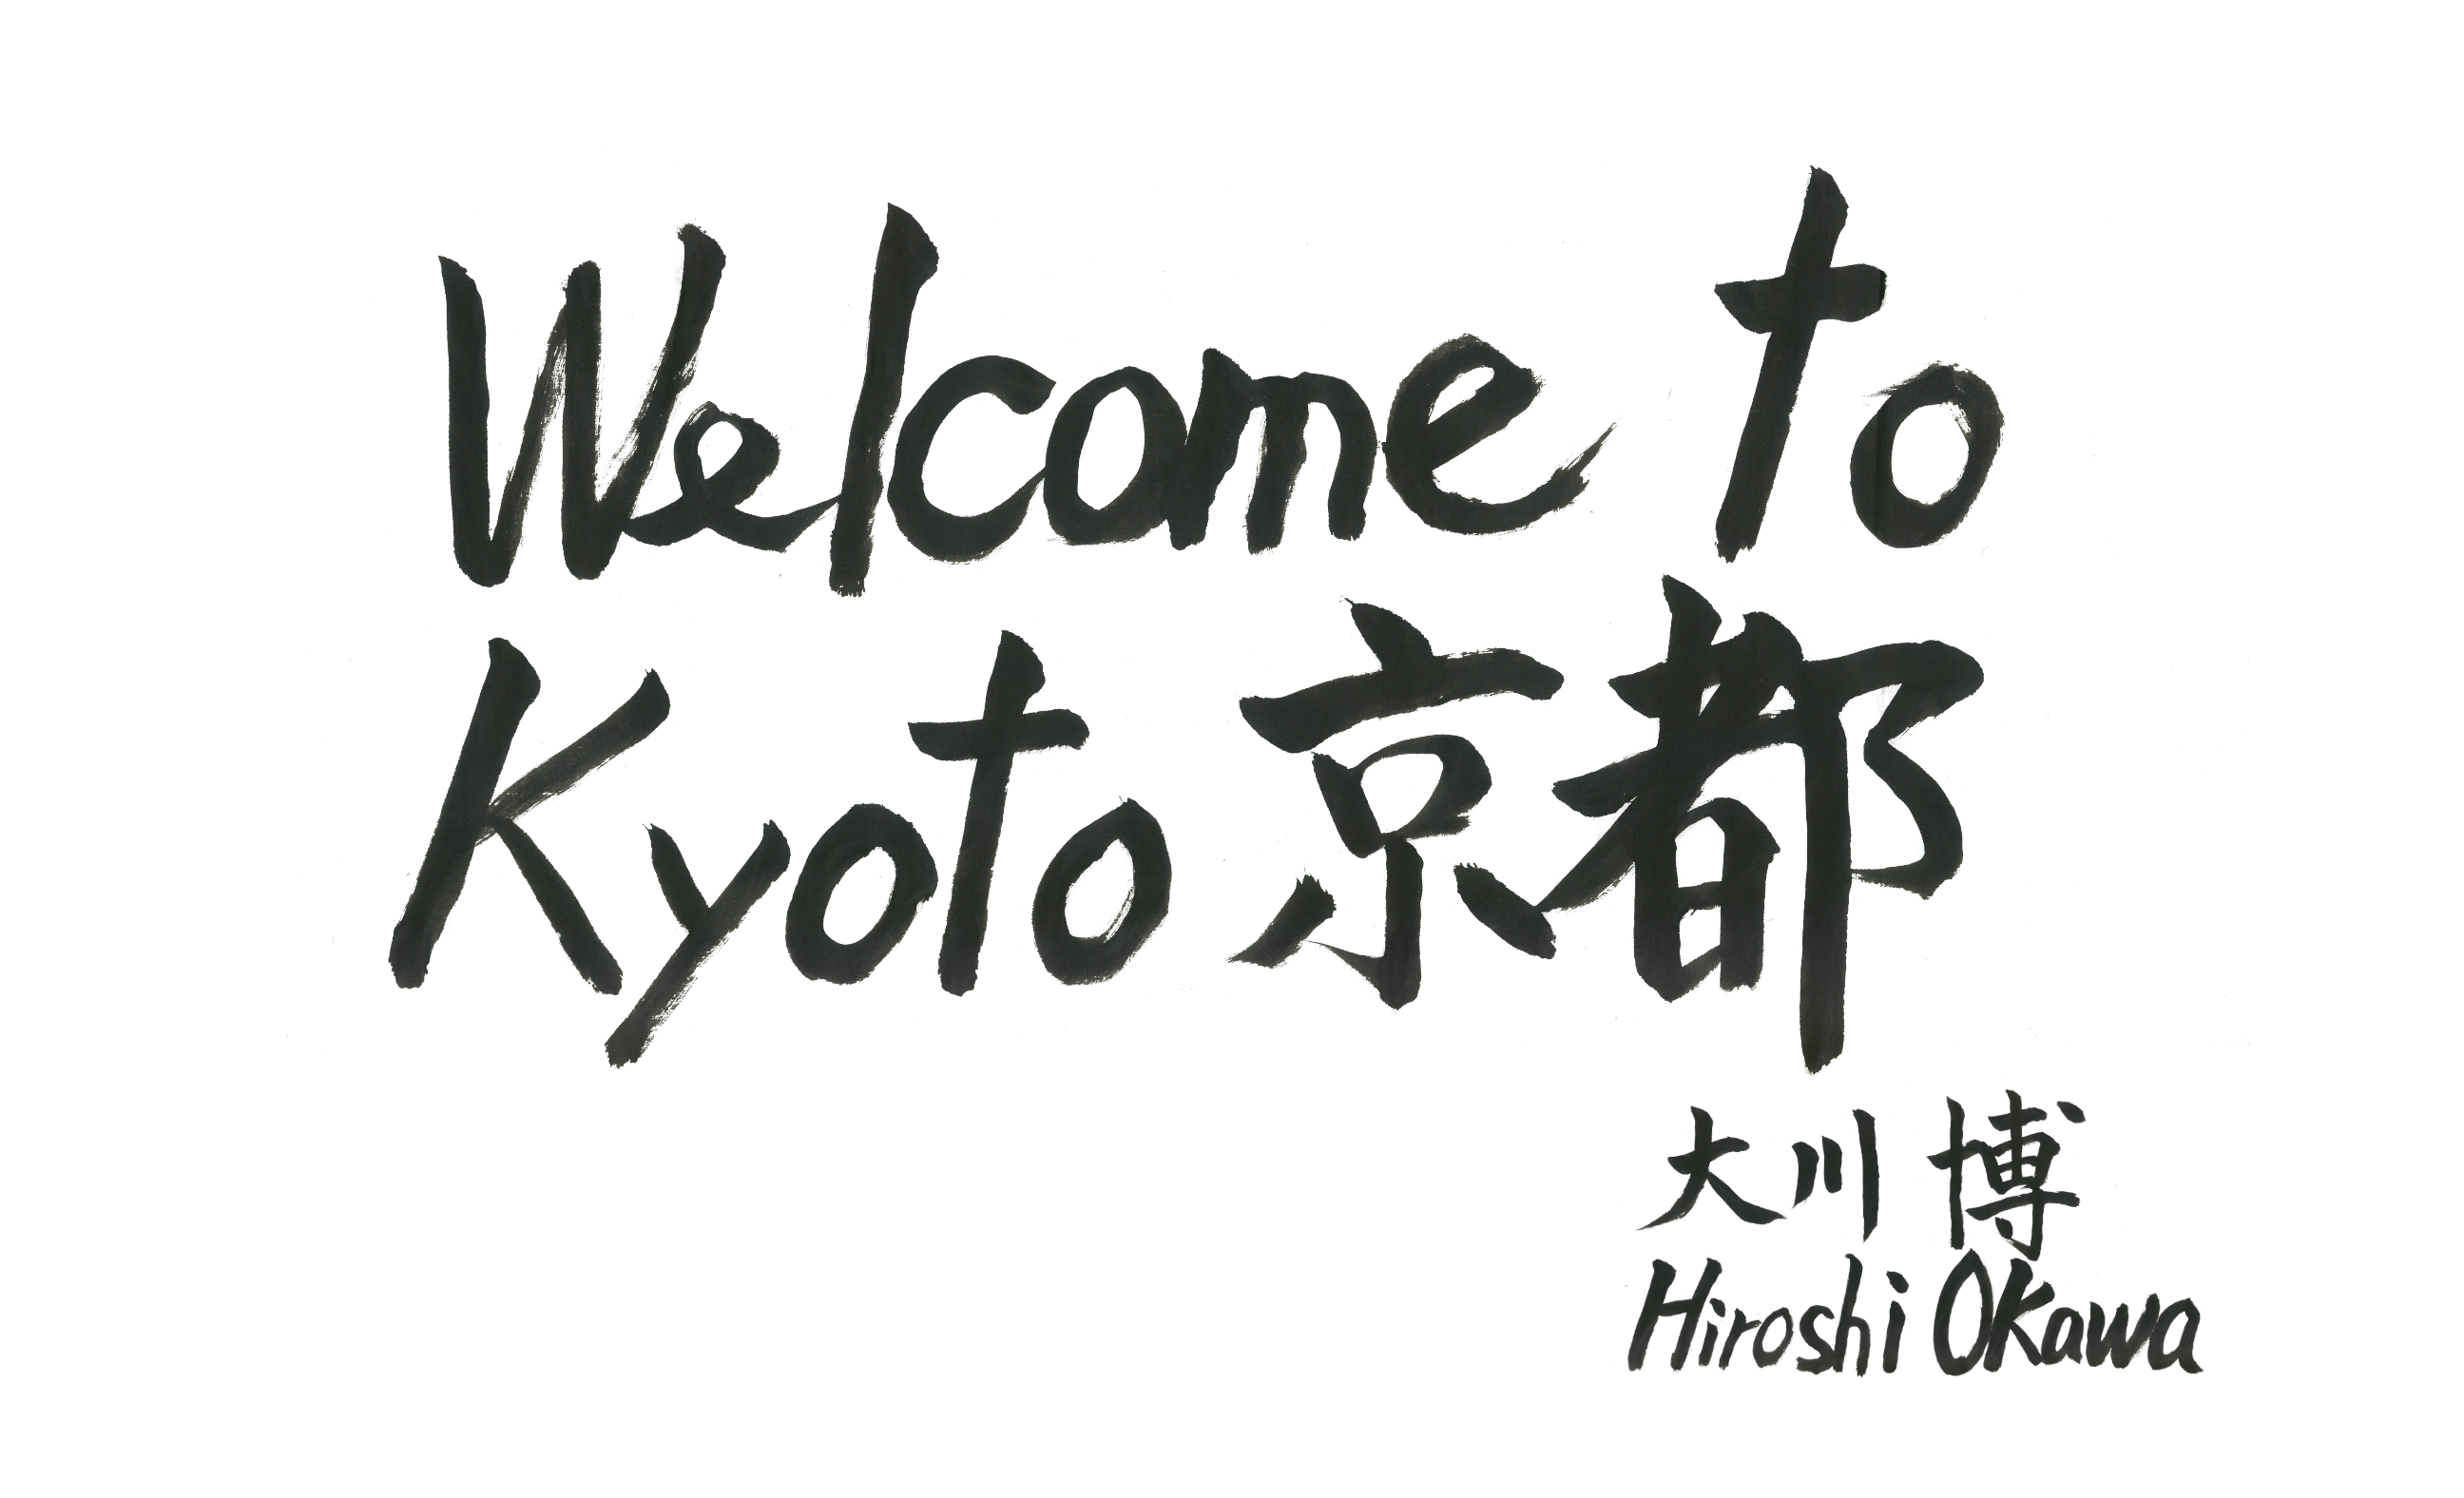 Welcome to
Kyoto 京都
大川 博
Hiroshi Okawa